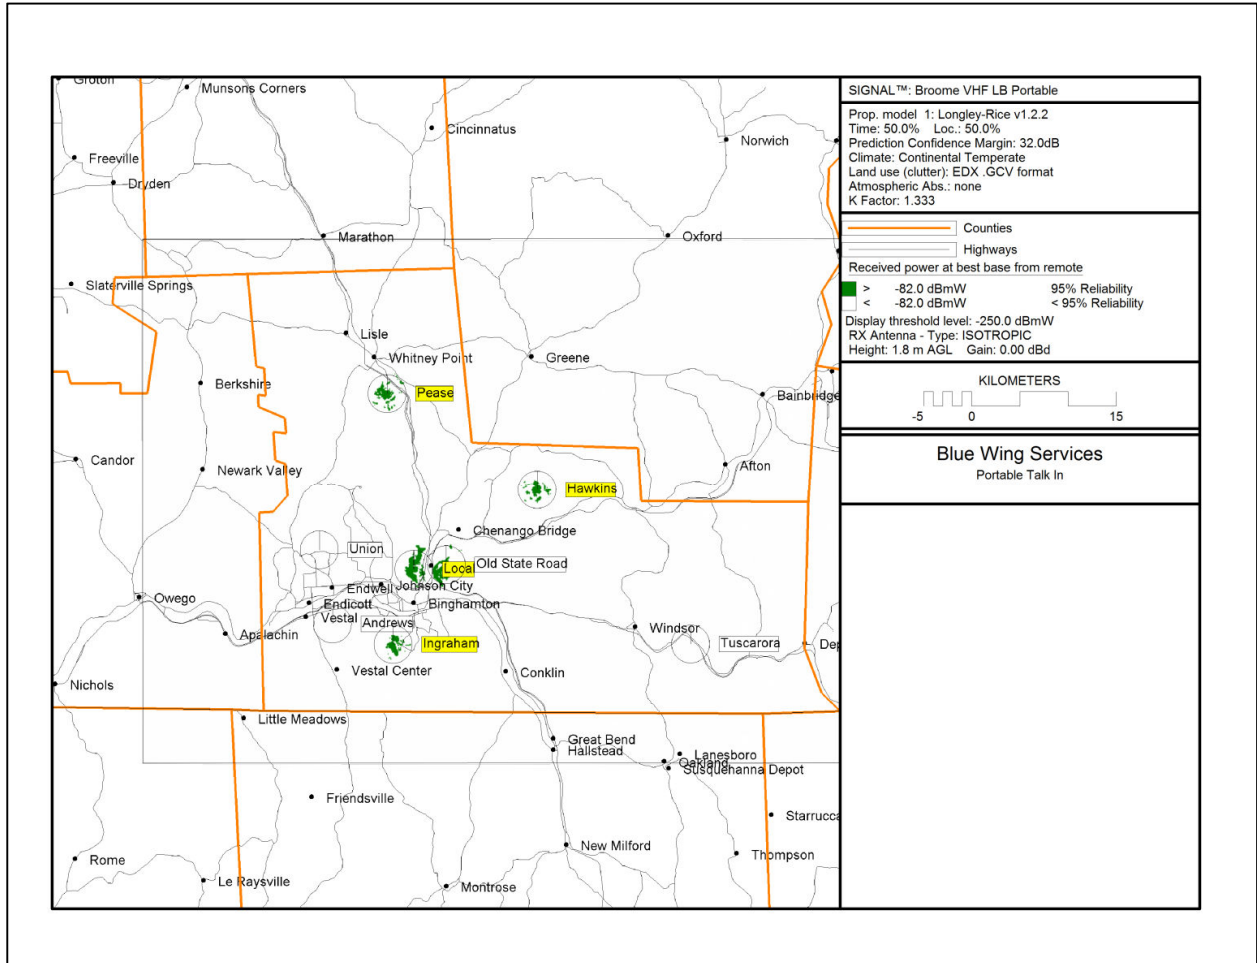 SIGNAL™: Broome VHF LB Portable
Prop. model 1: Longley-Rice v1.2.2
Time: 50.0% Loc.: 50.0%
Prediction Confidence Margin: 32.0dB
Climate: Continental Temperate
Land use (clutter): EDX .GCV format
Atmospheric Abs.: none
K Factor: 1.333
Counties
Highways
Received power at best base from remote
> -82.0 dBmW 95% Reliability
< -82.0 dBmW < 95% Reliability
Display threshold level: -250.0 dBmW
RX Antenna - Type: ISOTROPIC
Height: 1.8 m AGL Gain: 0.00 dBd
KILOMETERS
-5 0 15
Blue Wing Services
Portable Talk In
Groton
Munsons Corners
Cincinnatus
Norwich
Freeville
Dryden
Marathon
Oxford
Slaterville Springs
Lisle
Whitney Point
Greene
Berkshire
Pease
Bainbridge
Candor
Newark Valley
Afton
Hawkins
Chenango Bridge
Union
Old State Road
Local
Endwell
Johnson City
Owego
Endicott
Binghamton
Vestal
Andrews
Apalachin
Windsor
Ingraham
Tuscarora
Dep
Vestal Center
Conklin
Nichols
Little Meadows
Great Bend
Hallstead
Lanesboro
Oakland
Susquehanna Depot
Friendsville
Starrucca
New Milford
Thompson
Rome
Le Raysville
Montrose